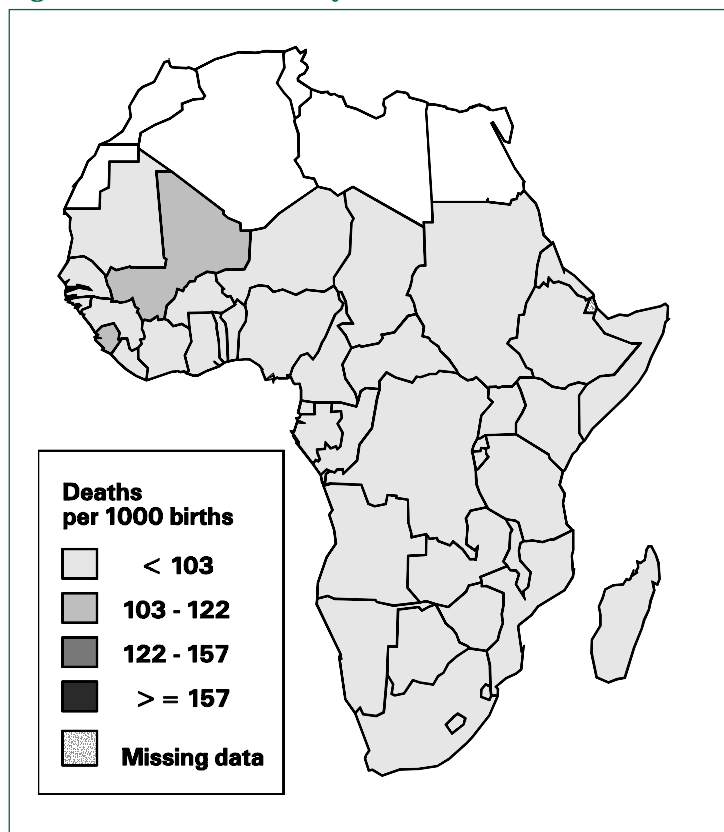 Deaths
per 1000 births
< 103
103 - 122
122 - 157
> = 157
Missing data